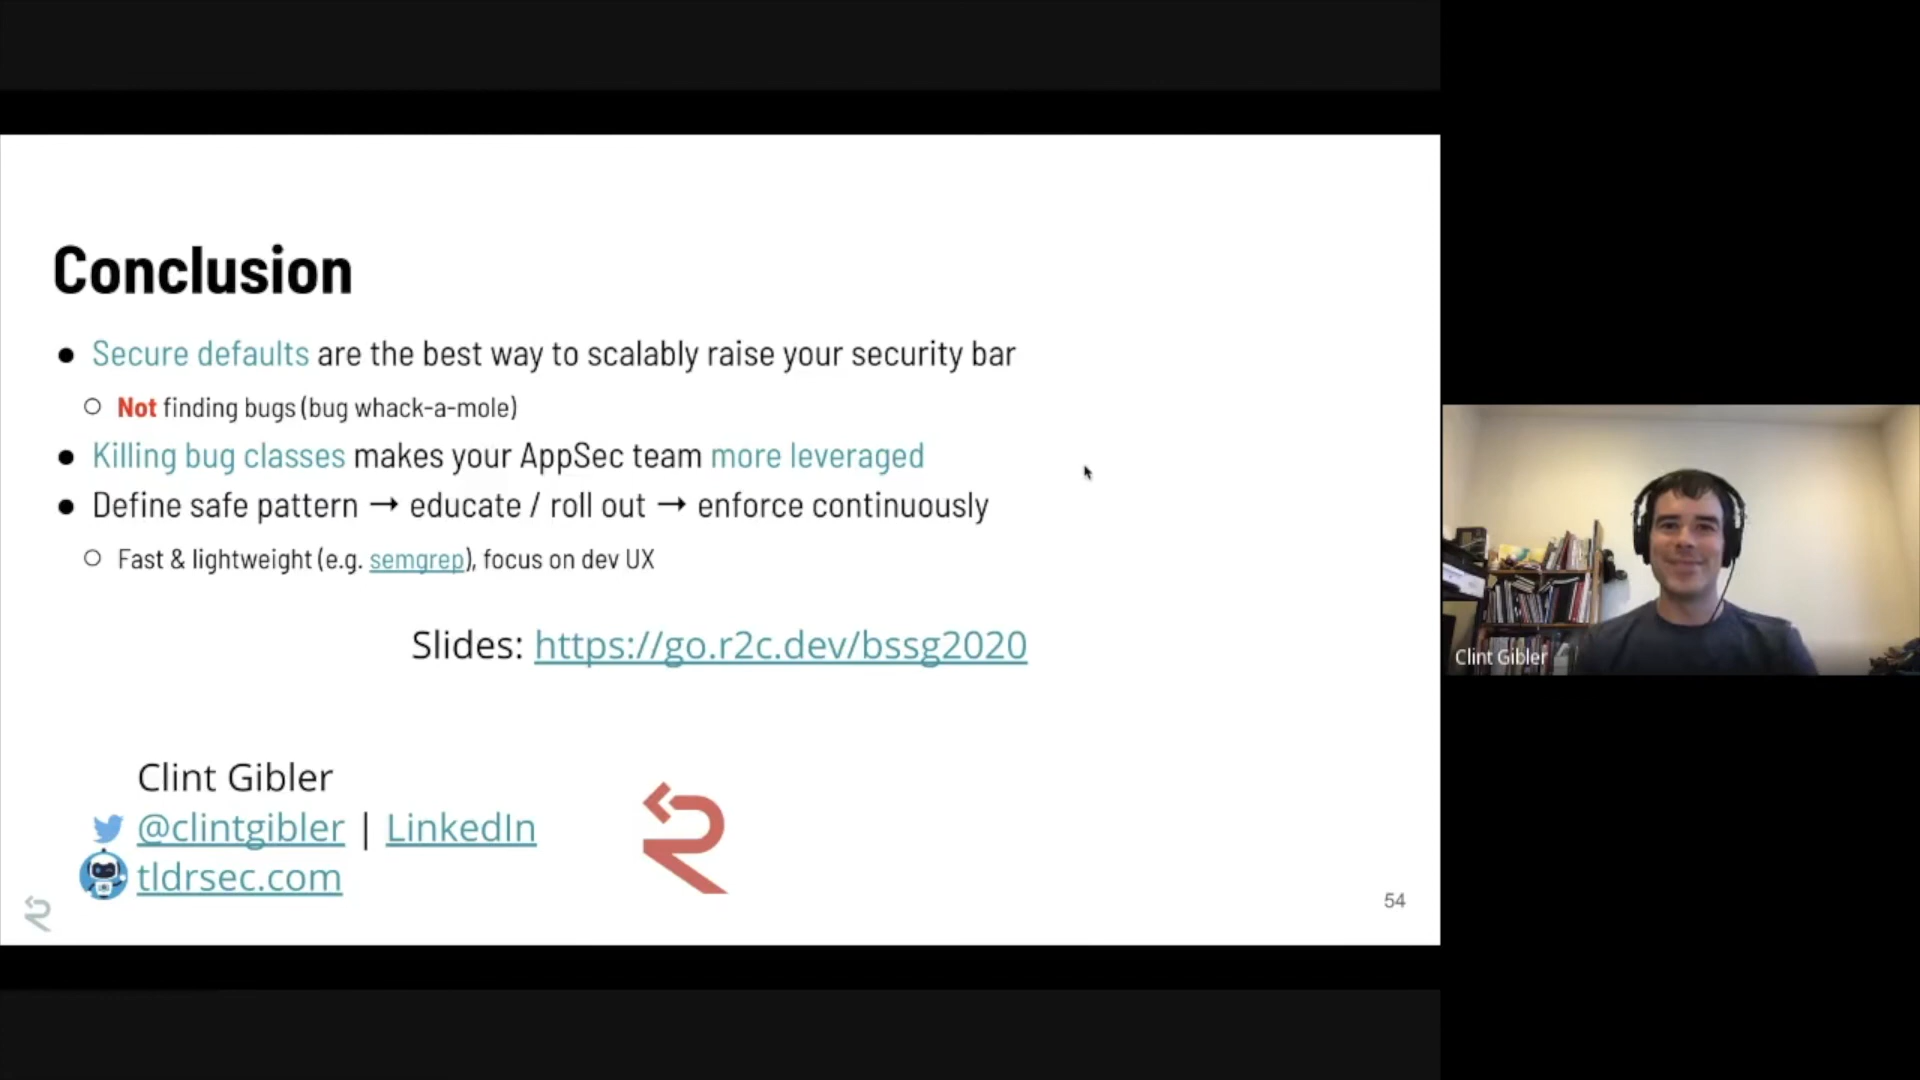 Conclusion
● Secure defaults are the best way to scalably raise your security bar
○ Not finding bugs (bug whack-a-mole)
● Killing bug classes makes your AppSec team more leveraged
● Define safe pattern → educate / roll out → enforce continuously
○ Fast & lightweight (e.g. semgrep), focus on dev UX
Slides: https://go.r2c.dev/bssg2020
Clint Gibler
@clintgibler | LinkedIn
tldrsec.com
54
Clint Gibler